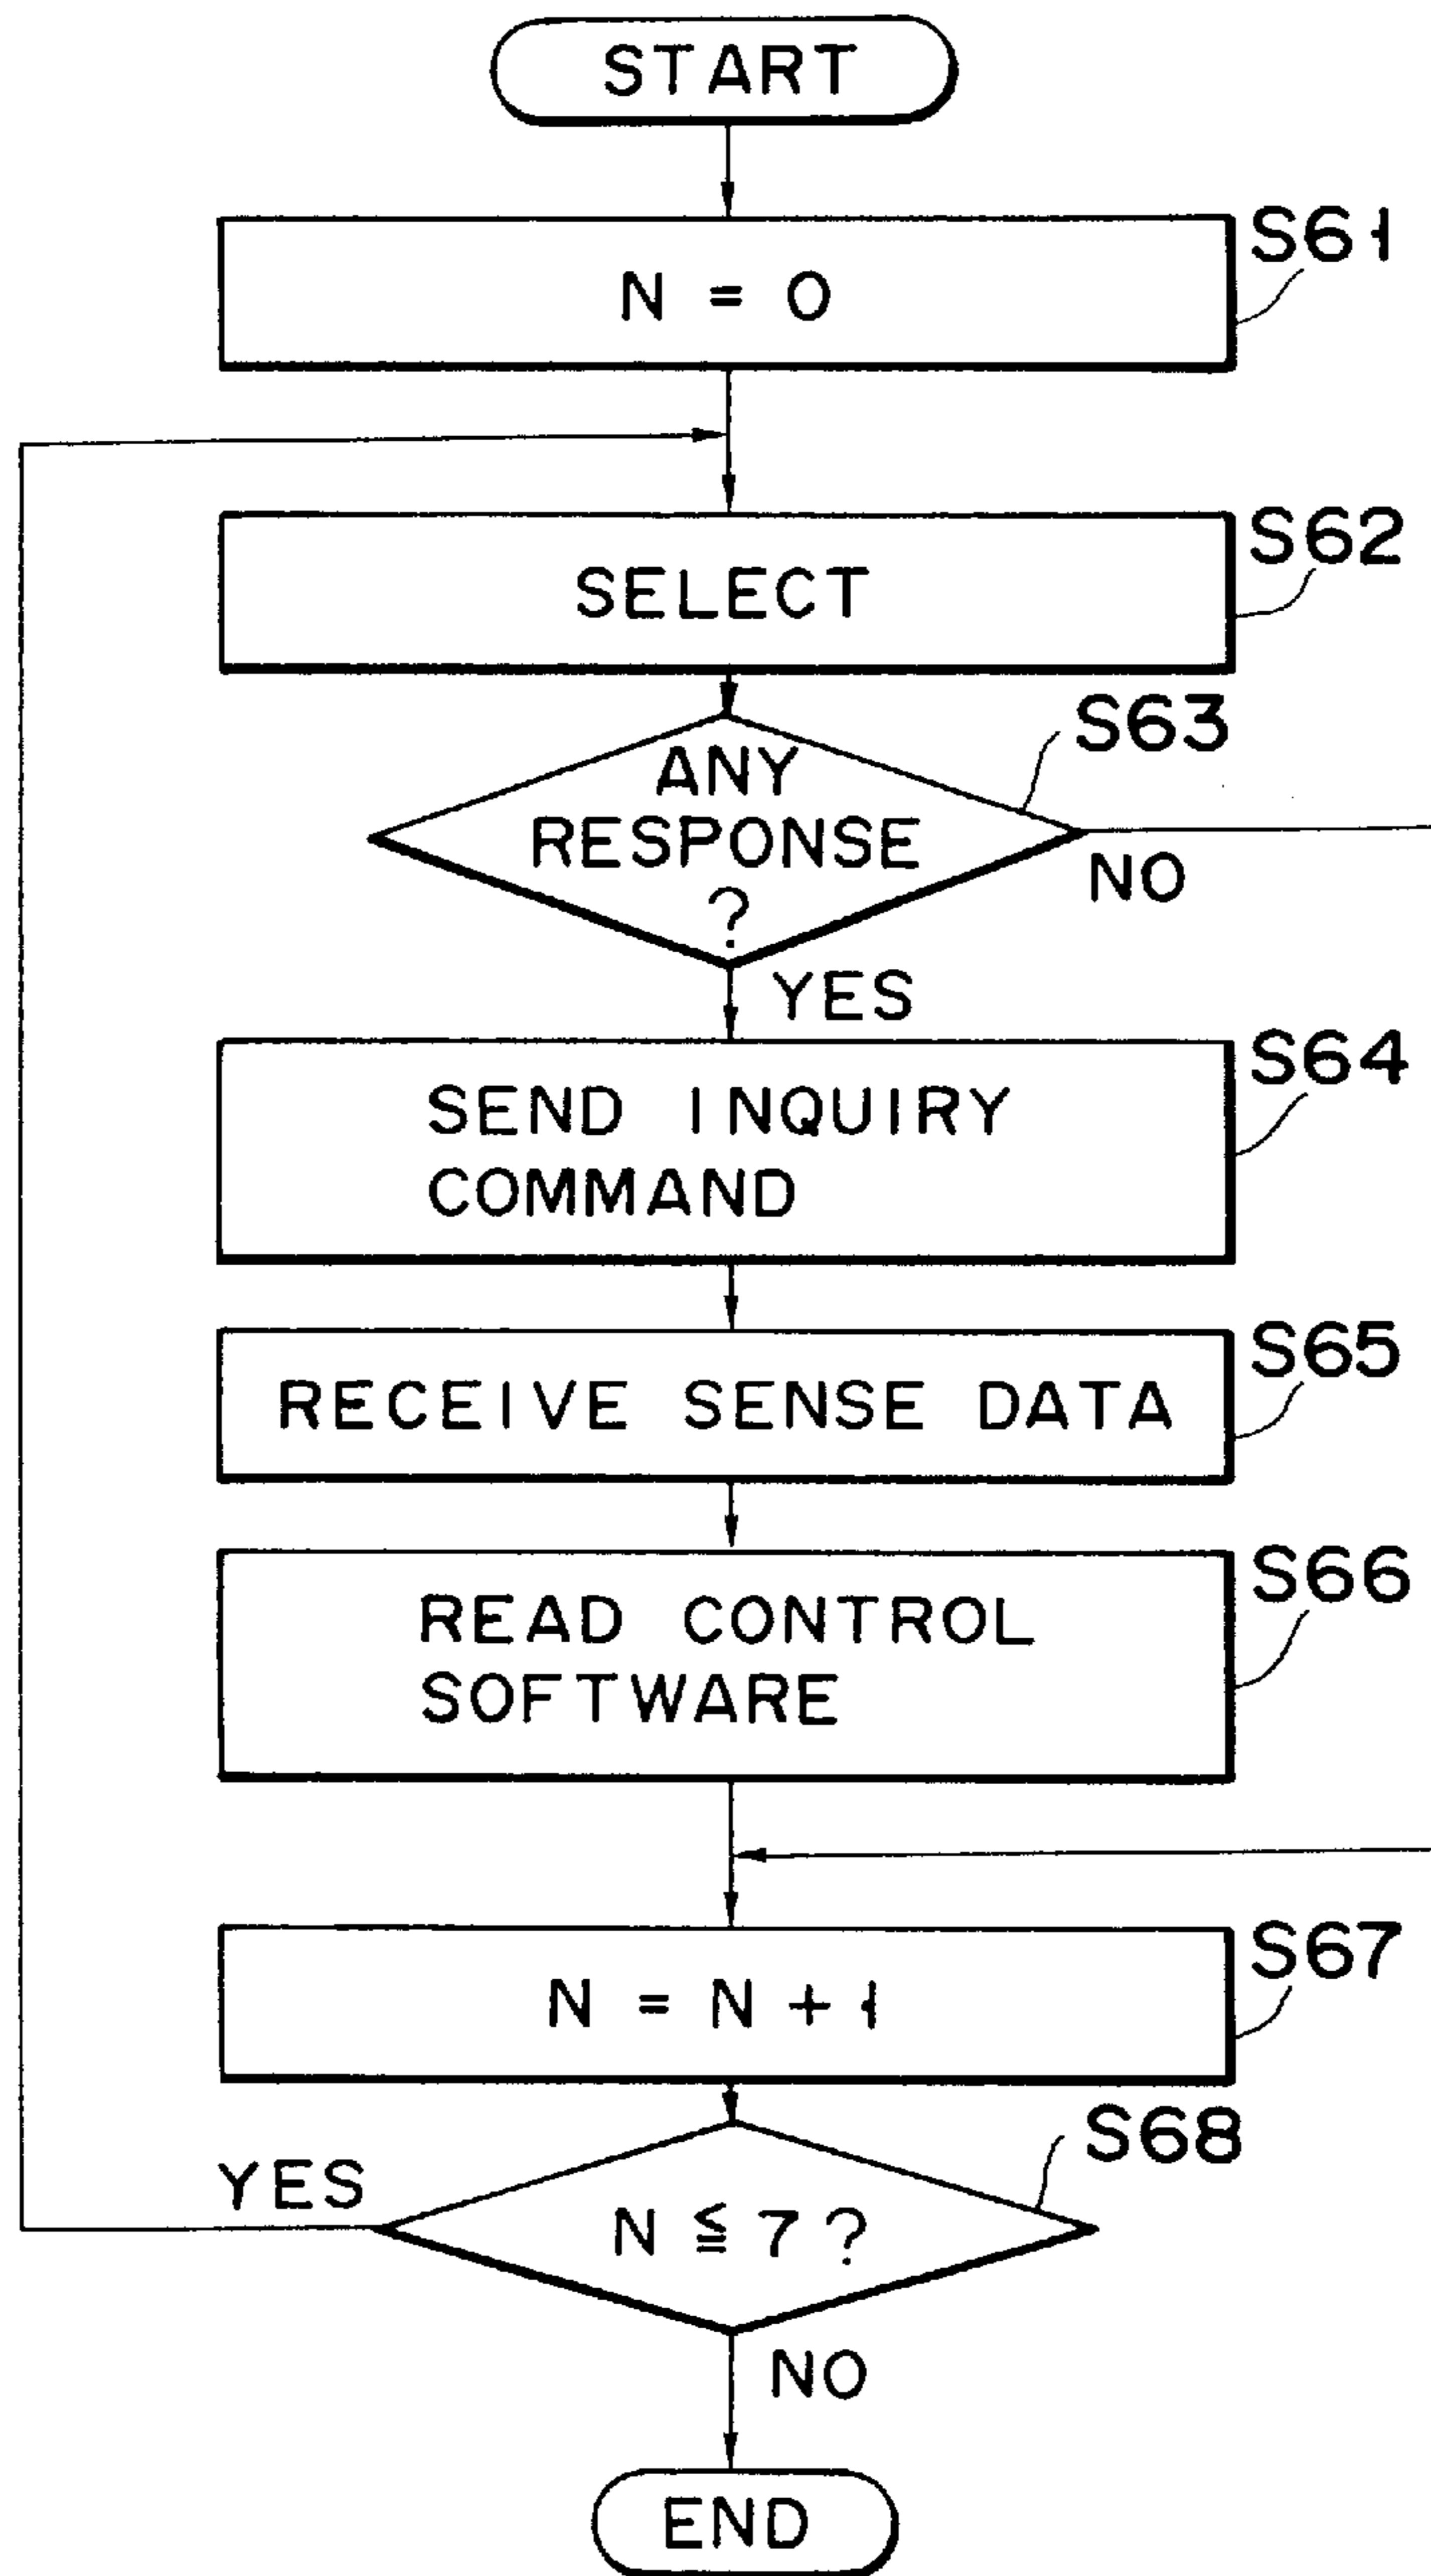 START
S61
N = 0
S62
SELECT
S63
ANY
RESPONSE
?
NO
YES
S64
SEND INQUIRY
COMMAND
S65
RECEIVE SENSE DATA
S66
READ CONTROL
SOFTWARE
S67
N = N + 1
S68
YES
N ≦ 7 ?
NO
END